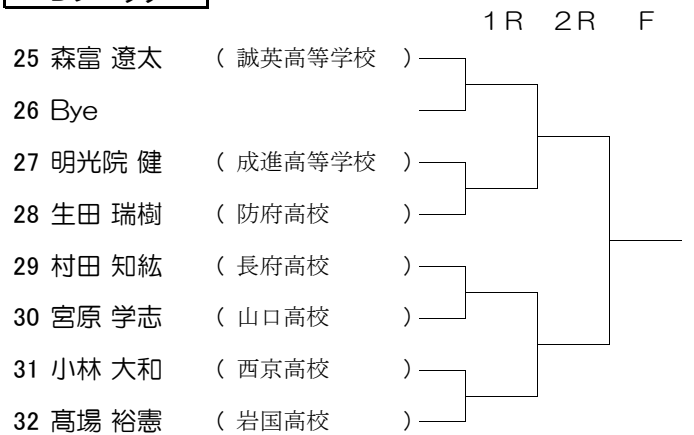 1R 2R F
25 森富 遼太 ( 誠英高等学校 )
26 Bye
27 明光院 健 ( 成進高等学校 )
28 生田 瑞樹 ( 防府高校 )
29 村田 知紘 ( 長府高校 )
30 宮原 学志 ( 山口高校 )
31 小林 大和 ( 西京高校 )
32 髙場 裕憲 ( 岩国高校 )